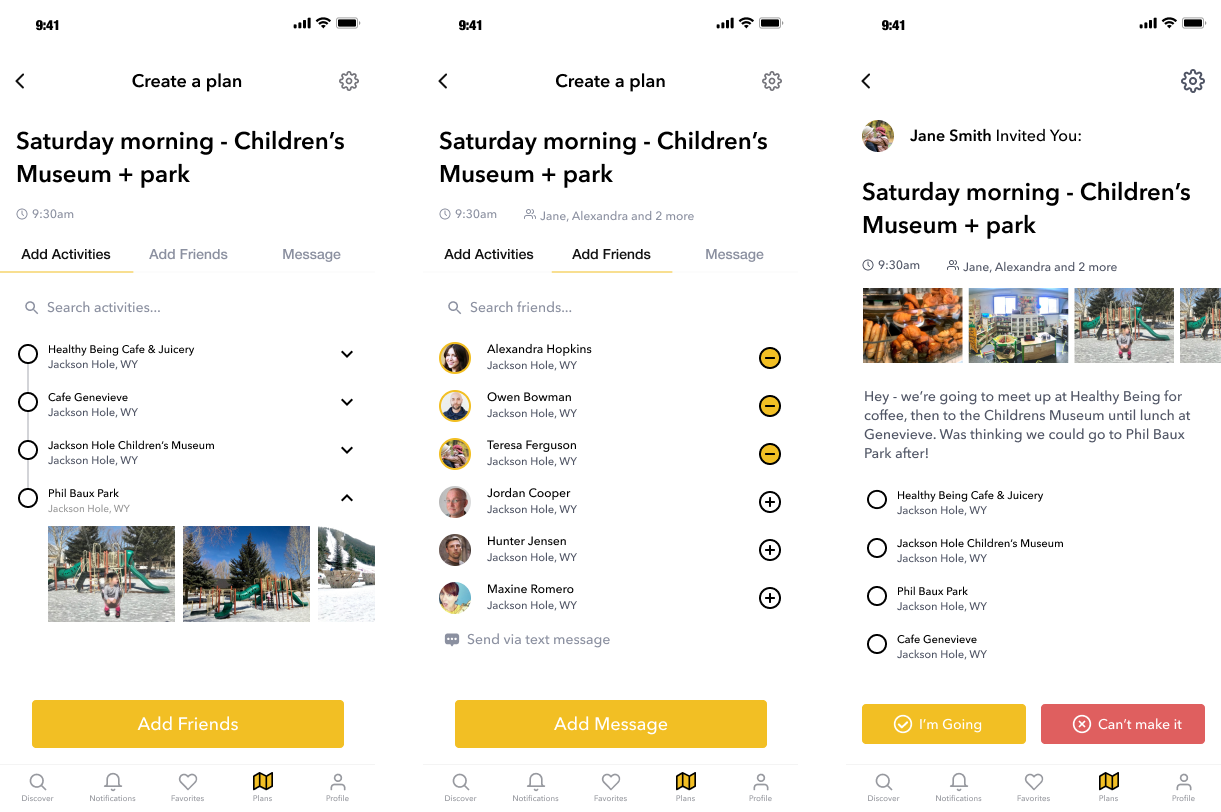 9:41
Create a plan
Saturday morning - Children’s
Museum + park
9:30am
Add Activities Add Friends Message
Search activities...
Healthy Being Cafe & Juicery
Jackson Hole, WY
Cafe Genevieve
Jackson Hole, WY
Jackson Hole Children’s Museum
Jackson Hole, WY
Phil Baux Park
Jackson Hole, WY
Add Friends
Discover Notifications Favorites Plans Profile
9:41
Create a plan
Saturday morning - Children’s
Museum + park
9:30am Jane, Alexandra and 2 more
Add Activities Add Friends Message
Search friends...
Alexandra Hopkins
Jackson Hole, WY
Owen Bowman
Jackson Hole, WY
Teresa Ferguson
Jackson Hole, WY
Jordan Cooper
Jackson Hole, WY
Hunter Jensen
Jackson Hole, WY
Maxine Romero
Jackson Hole, WY
Send via text message
Add Message
Discover Notifications Favorites Plans Profile
9:41
Jane Smith Invited You:
Saturday morning - Children’s
Museum + park
9:30am Jane, Alexandra and 2 more
Hey - we’re going to meet up at Healthy Being for
coffee, then to the Childrens Museum until lunch at
Genevieve. Was thinking we could go to Phil Baux
Park after!
Healthy Being Cafe & Juicery
Jackson Hole, WY
Jackson Hole Children’s Museum
Jackson Hole, WY
Phil Baux Park
Jackson Hole, WY
Cafe Genevieve
Jackson Hole, WY
I’m Going Can’t make it
Discover Notifications Favorites Plans Profile